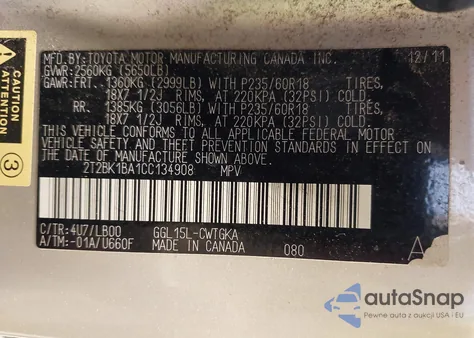 MFD.BY: TOYOTA MOTOR MANUFACTURING CANADA INC. 12/11
GVWR: 2560KG (5650LB)
GAWR:FRT. 1360KG (2999LB) WITH P235/60R18 TIRES,
18X7 1/2J RIMS, AT 220KPA (32PSI) COLD.
RR. 1385KG (3056LB) WITH P235/60R18 TIRES,
18X7 1/2J RIMS, AT 220KPA (32PSI) COLD.
THIS VEHICLE CONFORMS TO ALL APPLICABLE FEDERAL MOTOR
VEHICLE SAFETY AND THEFT PREVENTION STANDARDS IN EFFECT ON
THE DATE OF MANUFACTURE SHOWN ABOVE.
2T2BK1BA1CC134908 MPV
C/TR:4U7/LB00 GGL15L-CWTGKA
A/TM:-01A/U660F MADE IN CANADA 080 A
3
autoSnap
Pewne auta z aukcji USA i EU